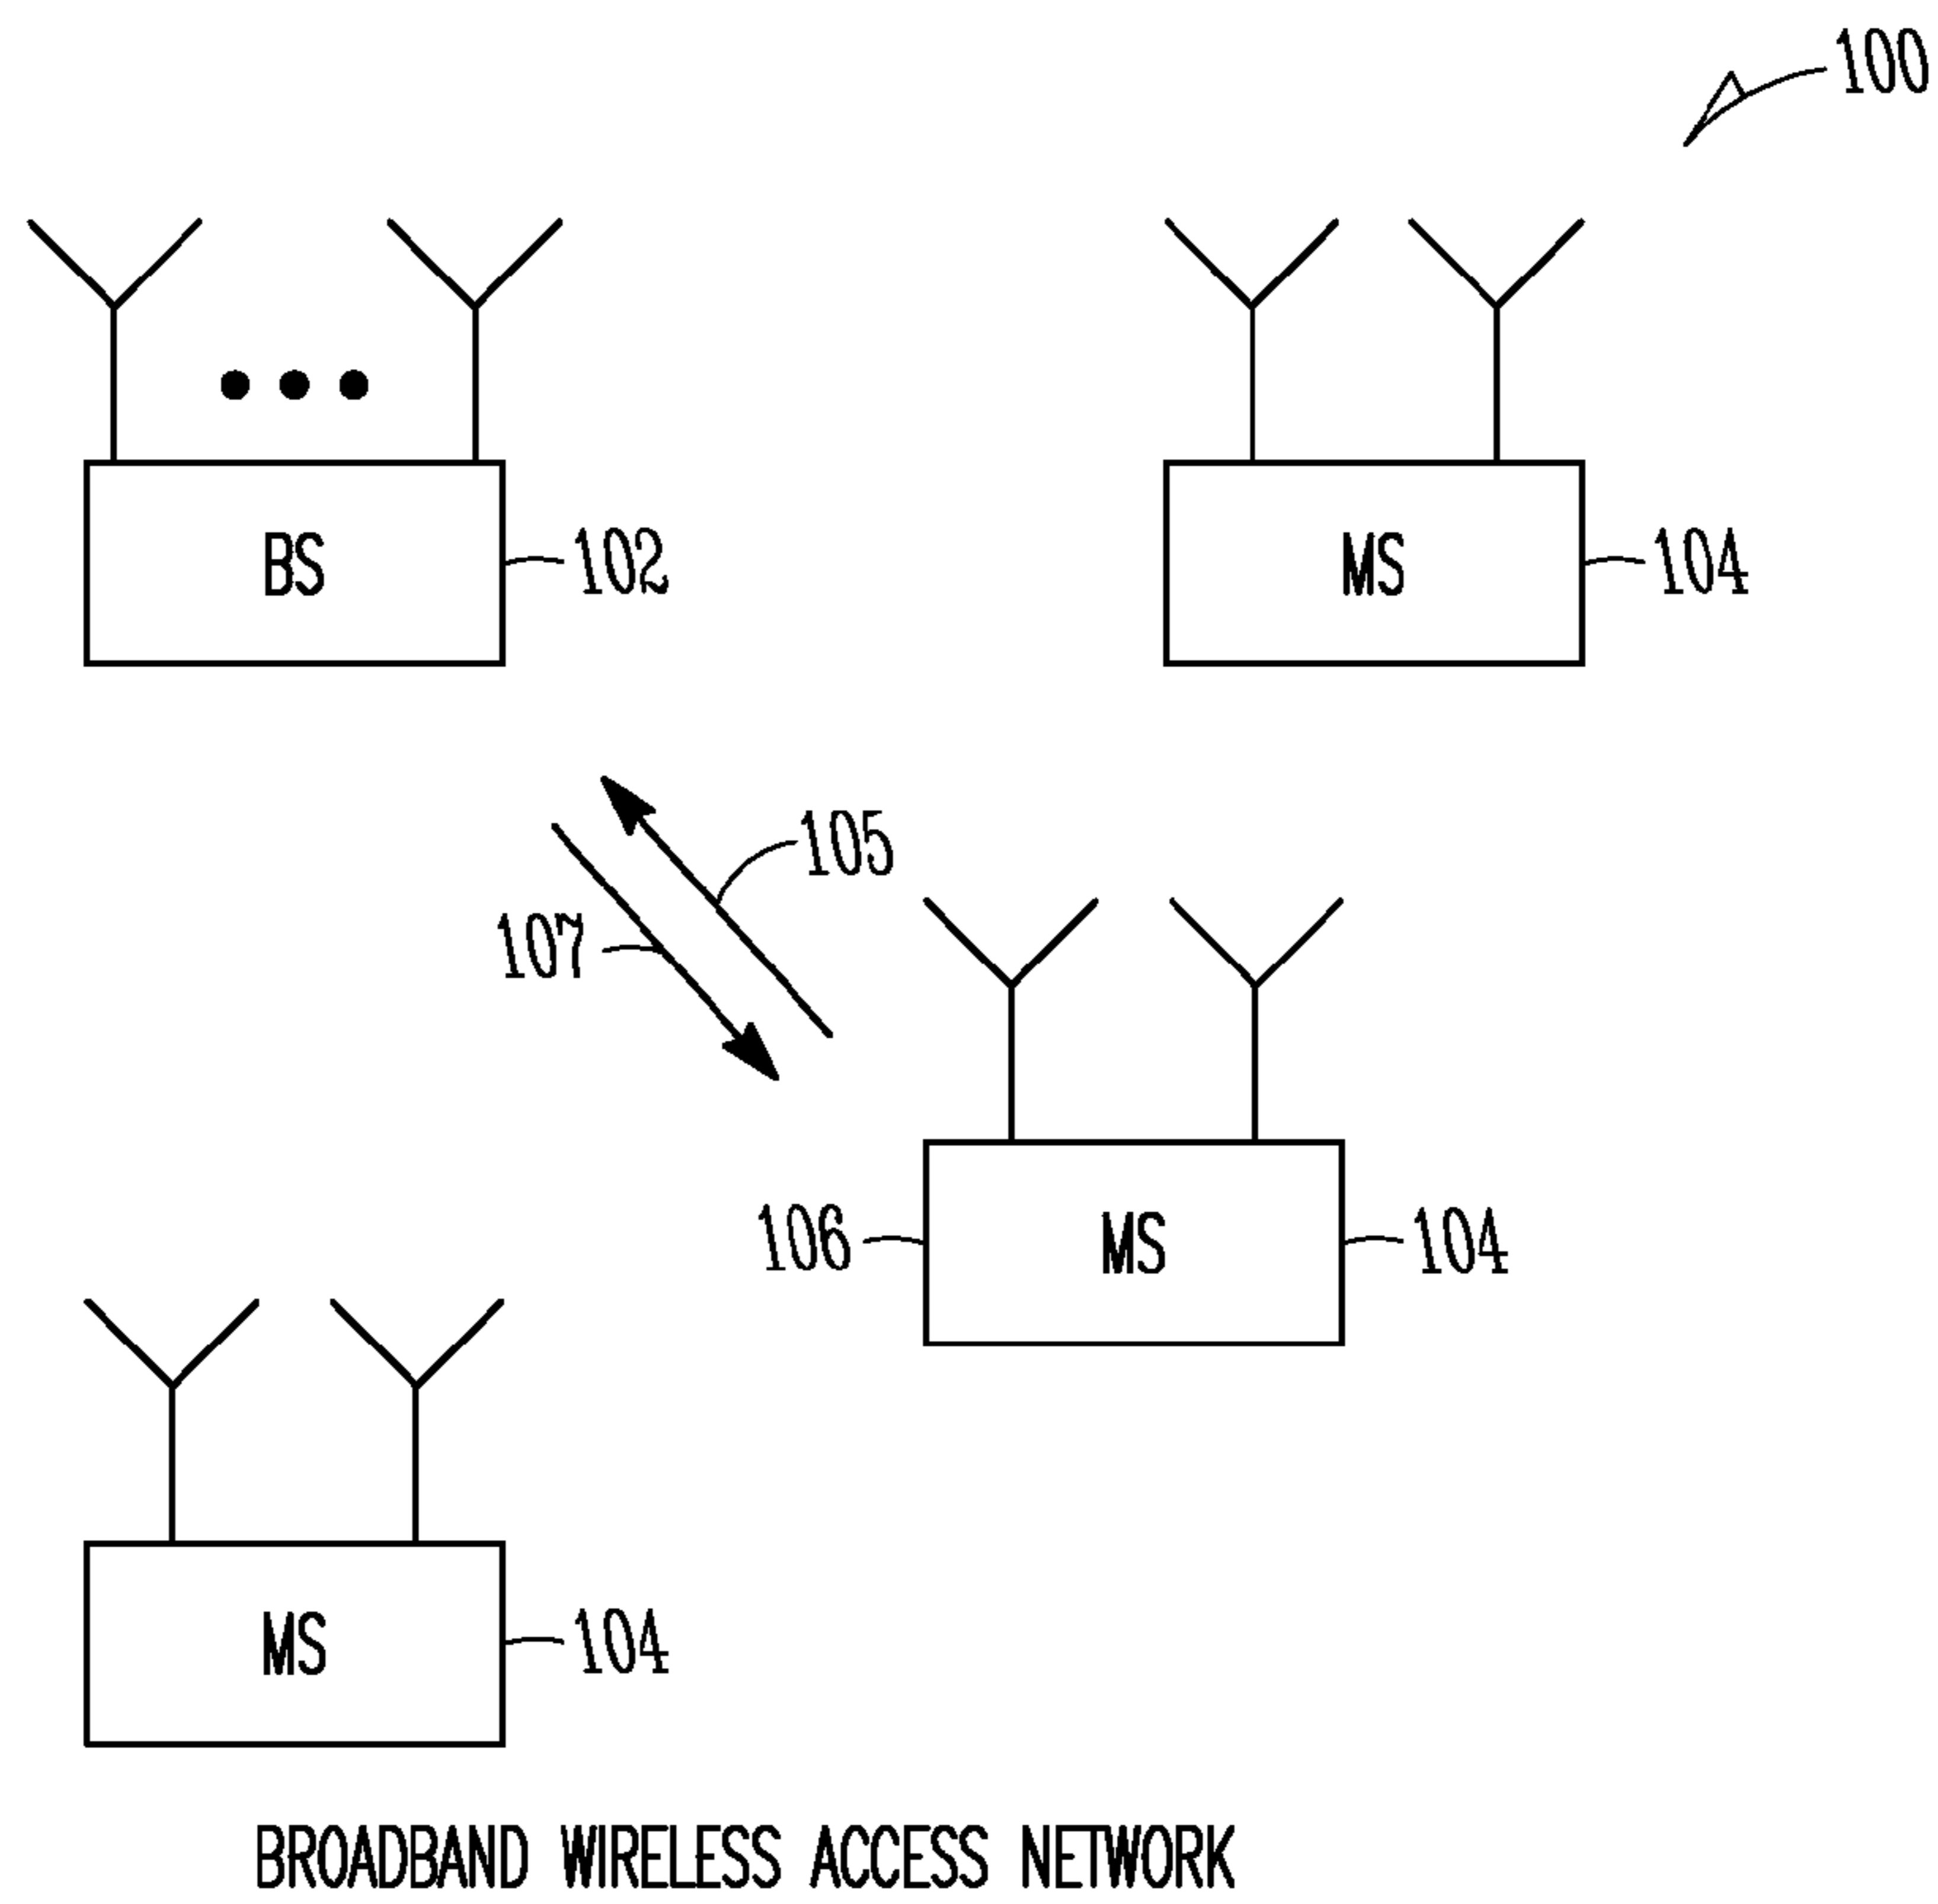 100
BS 102
MS 104
105
107
106 MS 104
MS 104
BROADBAND WIRELESS ACCESS NETWORK